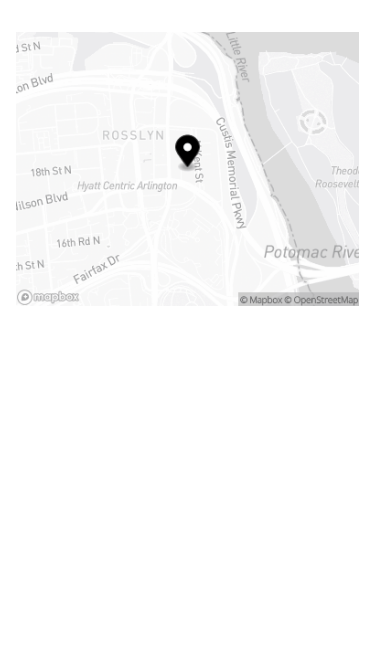 d St N
Little River
on Blvd
ROSSLYN
Custis Memorial Pkwy
Kent St
18th St N
Theod
Roosevel
Hyatt Centric Arlington
ilson Blvd
16th Rd N
Potomac Rive
h St N
Fairfax Dr
mapbox
© Mapbox © OpenStreetMap